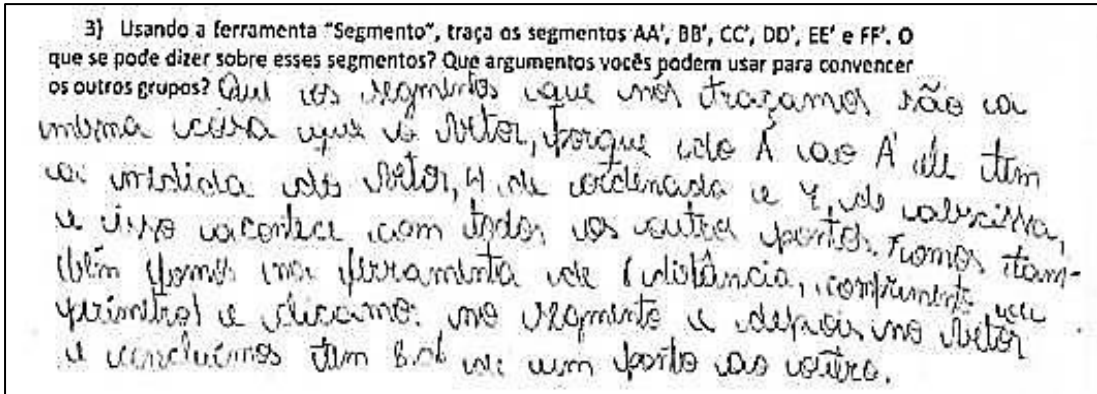 3) Usando a ferramenta "Segmento", traça os segmentos AA', BB', CC', DD', EE' e FF'. O
que se pode dizer sobre esses segmentos? Que argumentos vocês podem usar para convencer
os outros grupos? Que os segmentos que nós traçamos são a
mesma coisa que o vetor, porque do A ao A' ele tem
a medida do vetor, 4 de ordenada e 7, de abscissa,
e isso acontece com todos os outros pontos. Fomos tam-
bém fomos na ferramenta de (distância, comprimento ou
perímetro) e clicamos no segmento e depois no vetor
e concluímos tem 8.06 de um ponto ao outro.